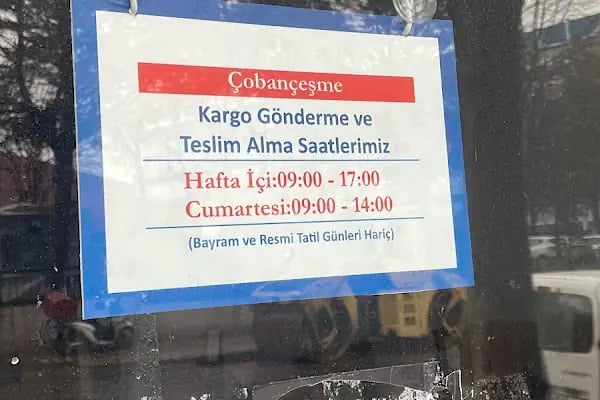 Çobançeşme
Kargo Gönderme ve
Teslim Alma Saatlerimiz
Hafta İçi:09:00 - 17:00
Cumartesi:09:00 - 14:00
(Bayram ve Resmi Tatil Günleri Hariç)